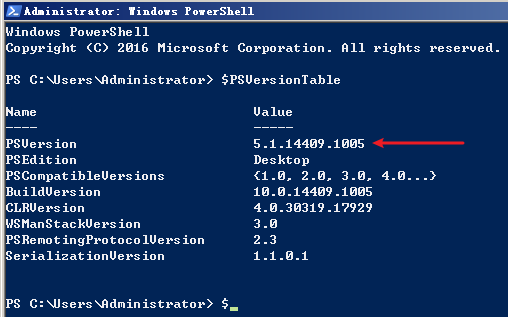 Administrator: Windows PowerShell
Windows PowerShell
Copyright (C) 2016 Microsoft Corporation. All rights reserved.
PS C:\Users\Administrator> $PSVersionTable
Name Value
---- -----
PSVersion 5.1.14409.1005
PSEdition Desktop
PSCompatibleVersions {1.0, 2.0, 3.0, 4.0...}
BuildVersion 10.0.14409.1005
CLRVersion 4.0.30319.17929
WSManStackVersion 3.0
PSRemotingProtocolVersion 2.3
SerializationVersion 1.1.0.1
PS C:\Users\Administrator> $_